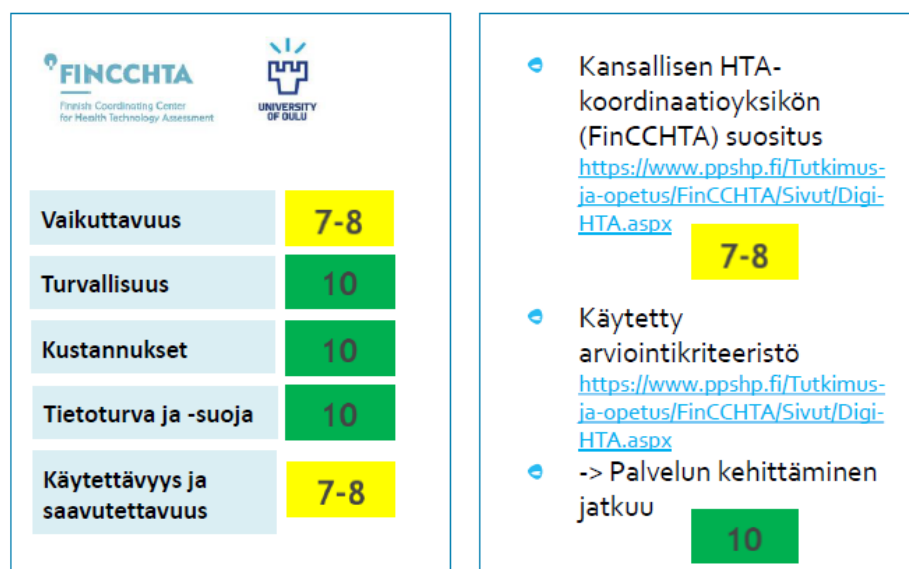 FINCCHTA
Finnish Coordinating Center
for Health Technology Assessment
UNIVERSITY
OF OULU
Vaikuttavuus
7-8
Turvallisuus
10
Kustannukset
10
Tietoturva ja -suoja
10
Käytettävyys ja
saavutettavuus
7-8
Kansallisen HTA-
koordinaatioyksikön
(FinCCHTA) suositus
https://www.ppshp.fi/Tutkimus-
ja-opetus/FinCCHTA/Sivut/Digi-
HTA.aspx
7-8
Käytetty
arviointikriteeristö
https://www.ppshp.fi/Tutkimus-
ja-opetus/FinCCHTA/Sivut/Digi-
HTA.aspx
-> Palvelun kehittäminen
jatkuu
10